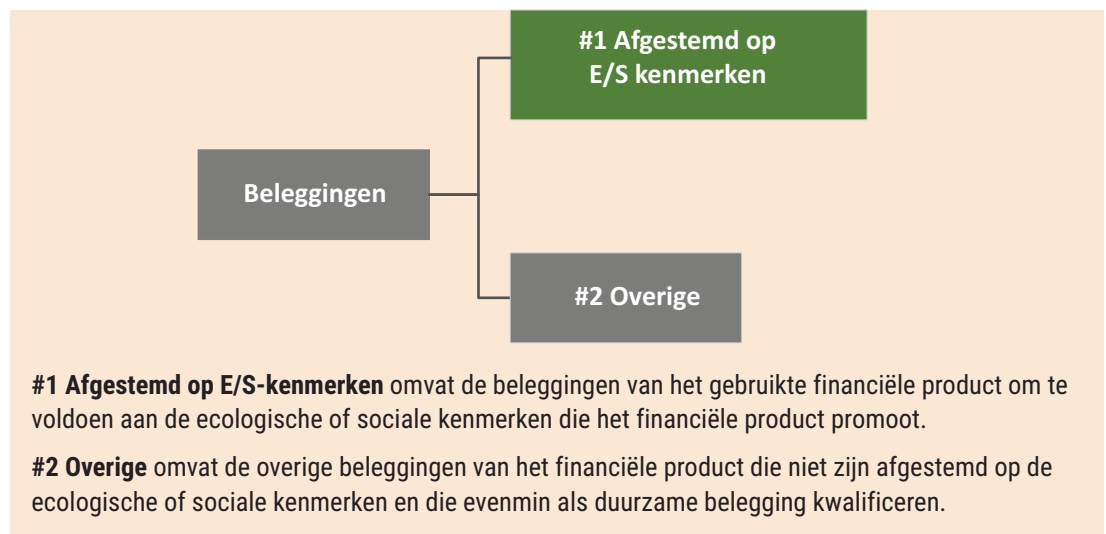 #1 Afgestemd op
E/S kenmerken
Beleggingen
#2 Overige
#1 Afgestemd op E/S-kenmerken omvat de beleggingen van het gebruikte financiële product om te
voldoen aan de ecologische of sociale kenmerken die het financiële product promoot.
#2 Overige omvat de overige beleggingen van het financiële product die niet zijn afgestemd op de
ecologische of sociale kenmerken en die evenmin als duurzame belegging kwalificeren.